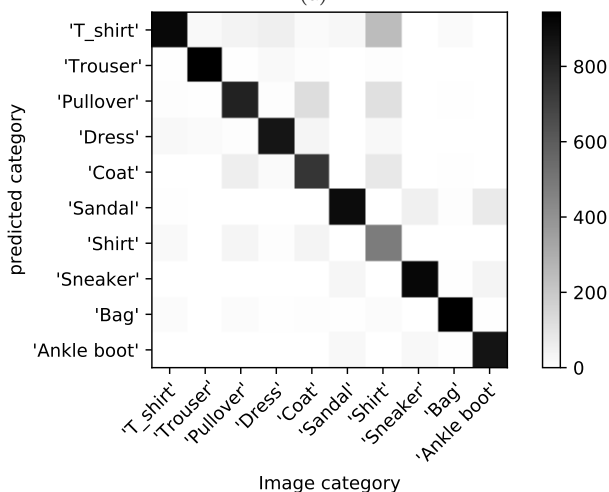 'T_shirt'
'Trouser'
'Pullover'
'Dress'
'Coat'
'Sandal'
'Shirt'
'Sneaker'
'Bag'
'Ankle boot'
predicted category
'T_shirt'
'Trouser'
'Pullover'
'Dress'
'Coat'
'Sandal'
'Shirt'
'Sneaker'
'Bag'
'Ankle boot'
Image category
800
600
400
200
0